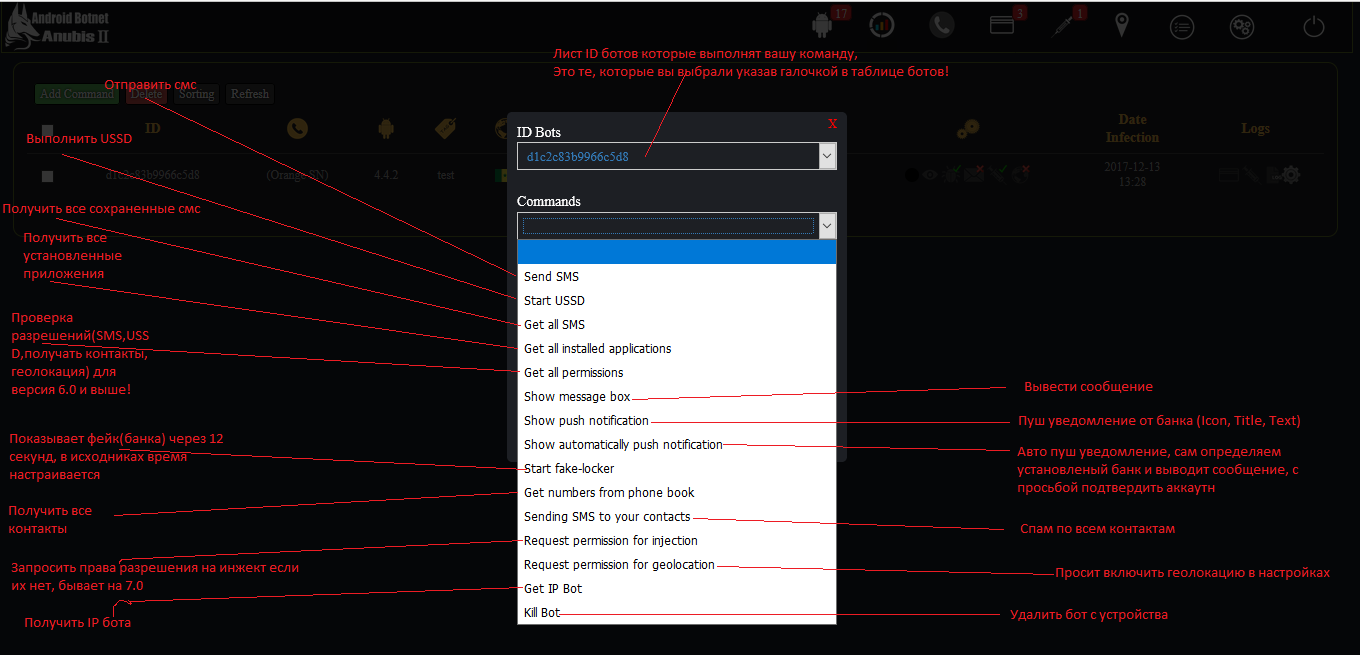 Android Botnet
Anubis II
17
3
1
Лист ID ботов которые выполнят вашу команду,
Это те, которые вы выбрали указав галочкой в таблице ботов!
Отправить смс
Add Command
Delete
Sorting
Refresh
ID
Date
Infection
Logs
Выполнить USSD
d1c2c83b9966c5d8
(Orange SN)
4.4.2
test
2017-12-13
13:28
X
ID Bots
d1c2c83b9966c5d8
Commands
Send SMS
Start USSD
Get all SMS
Get all installed applications
Get all permissions
Show message box
Show push notification
Show automatically push notification
Start fake-locker
Get numbers from phone book
Sending SMS to your contacts
Request permission for injection
Request permission for geolocation
Get IP Bot
Kill Bot
Получить все сохраненные смс
Получить все
установленные
приложения
Проверка
разрешений(SMS,USS
D,получать контакты,
геолокация) для
версия 6.0 и выше!
Показывает фейк(банка) через 12
секунд, в исходниках время
настраивается
Получить все
контакты
Запросить права разрешения на инжект если
их нет, бывает на 7.0
Получить IP бота
Вывести сообщение
Пуш уведомление от банка (Icon, Title, Text)
Авто пуш уведомление, сам определяем
установленый банк и выводит сообщение, с
просьбой подтвердить аккаутн
Спам по всем контактам
Просит включить геолокацию в настройках
Удалить бот с устройства